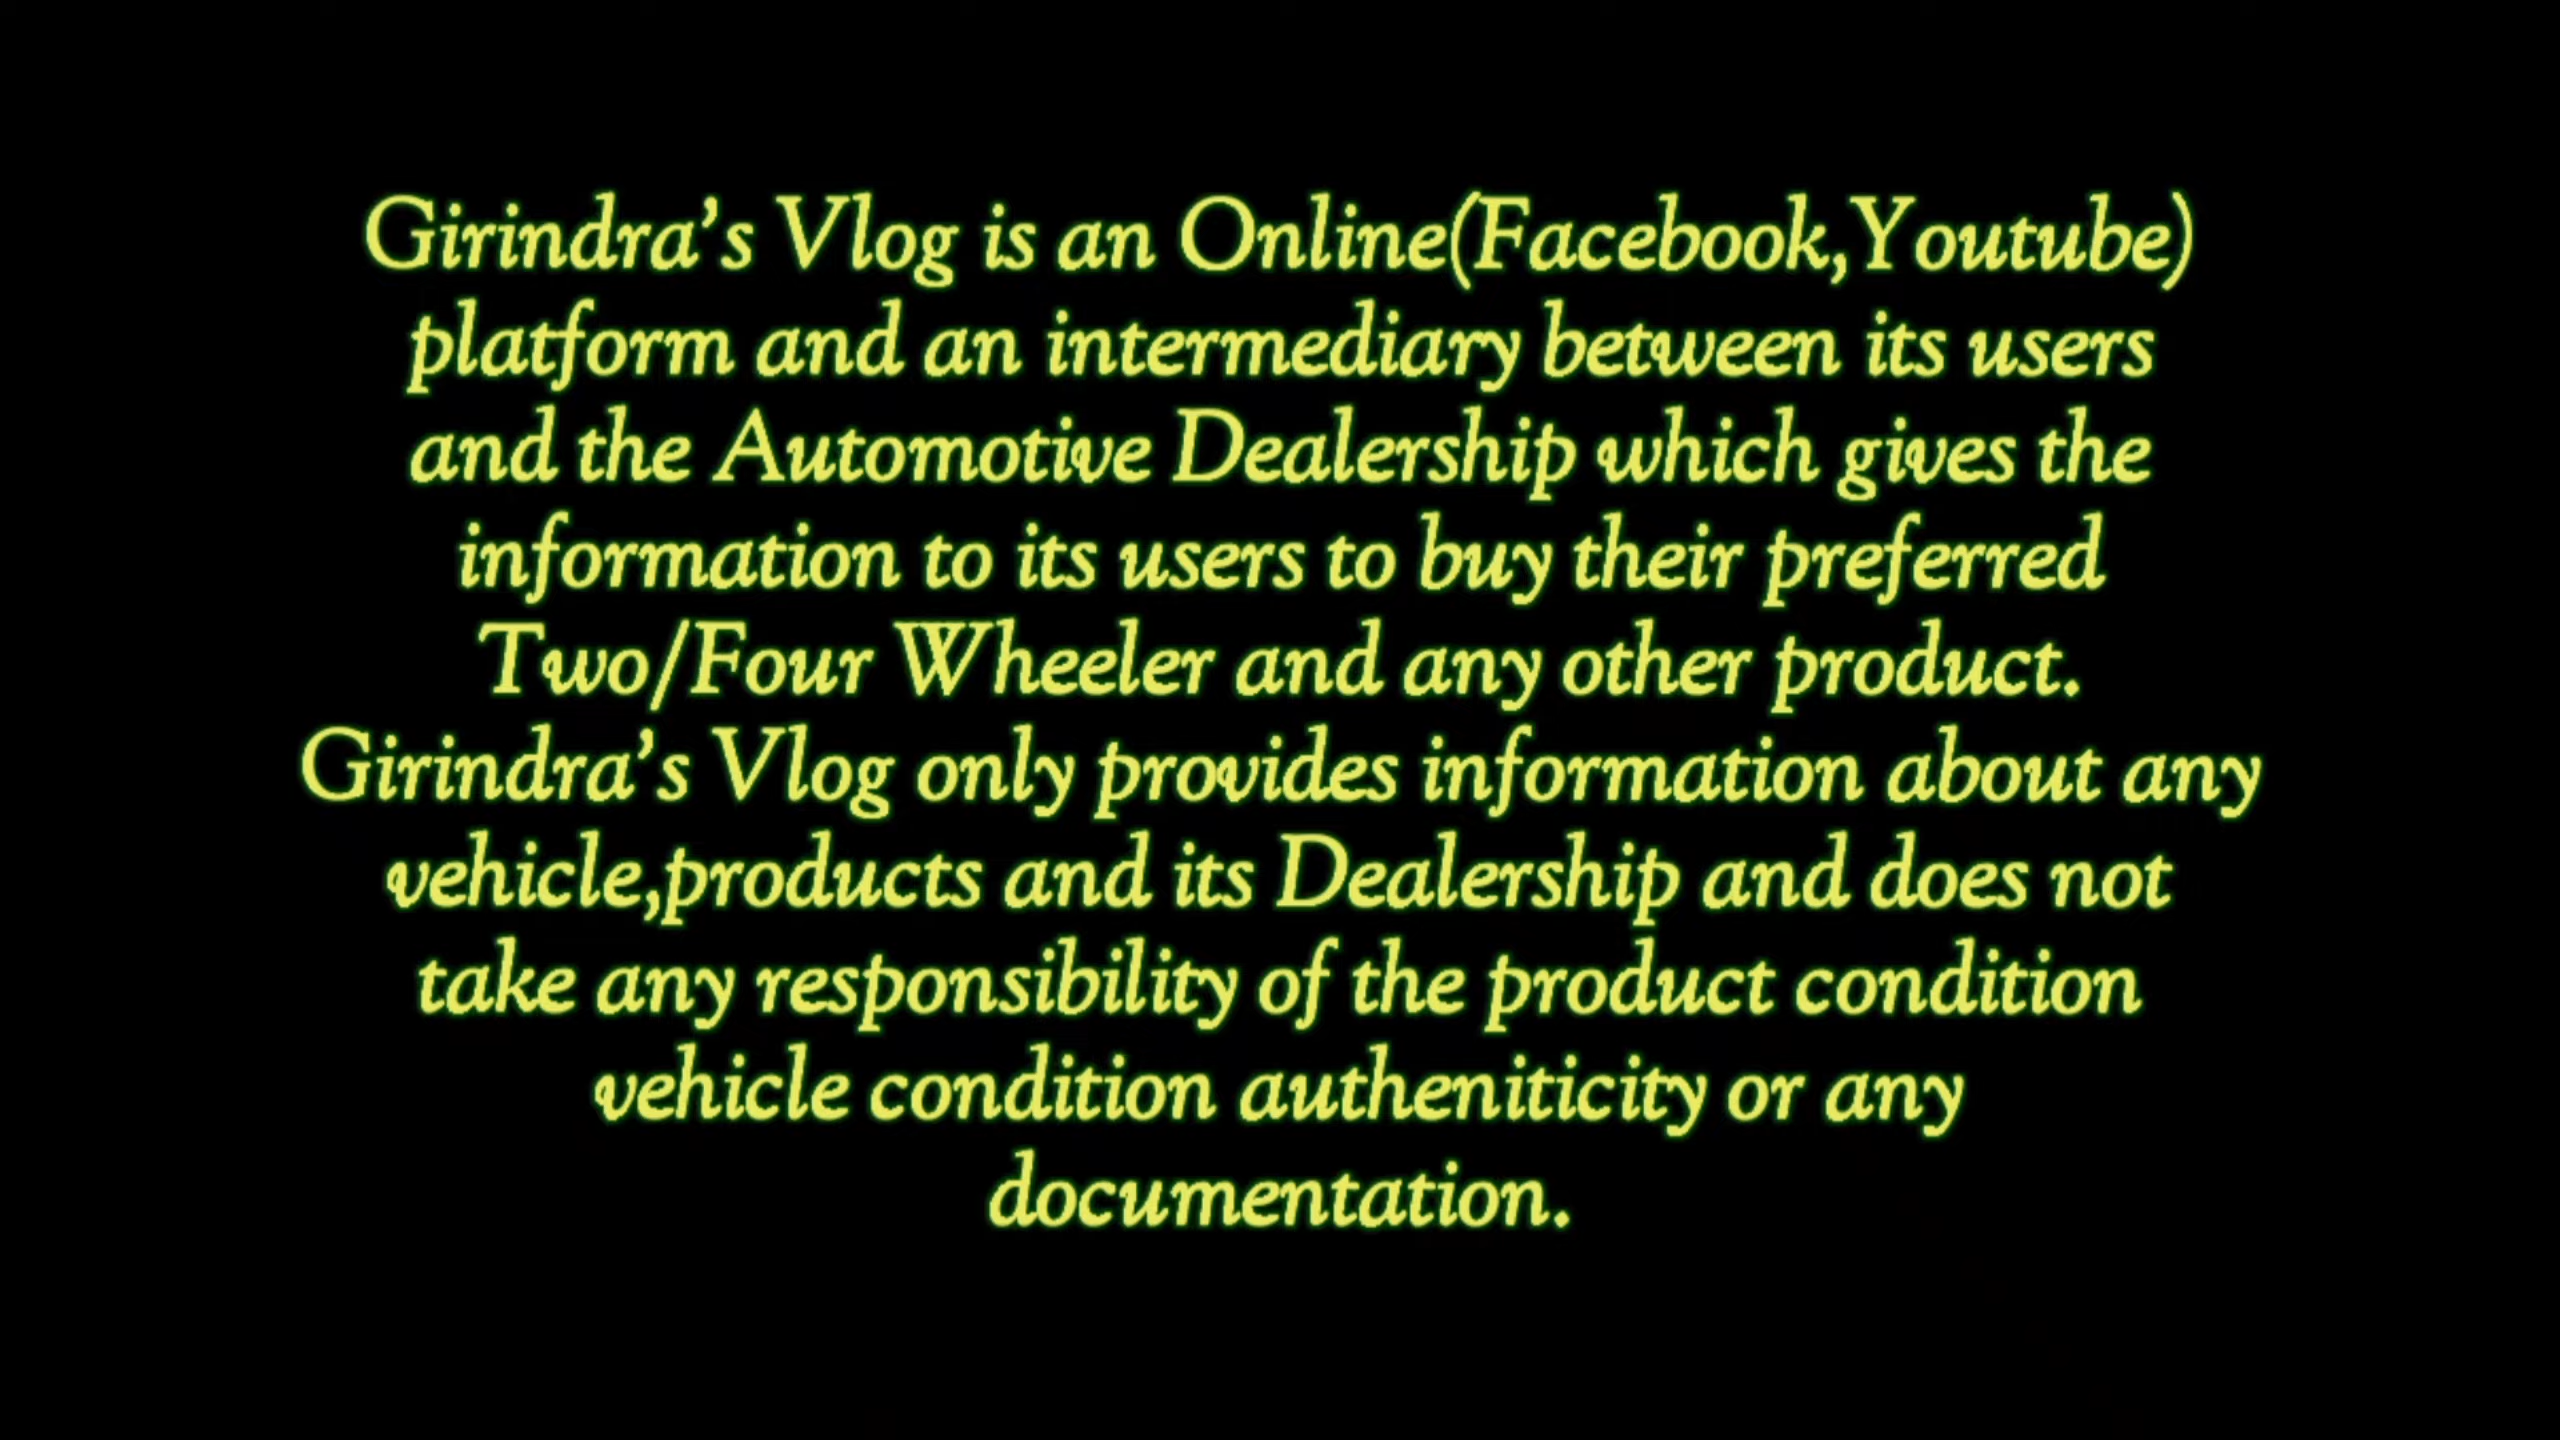 Girindra's Vlog is an Online(Facebook,Youtube)
platform and an intermediary between its users
and the Automotive Dealership which gives the
information to its users to buy their preferred
Two/Four Wheeler and any other product.
Girindra's Vlog only provides information about any
vehicle,products and its Dealership and does not
take any responsibility of the product condition
vehicle condition autheniticity or any
documentation.